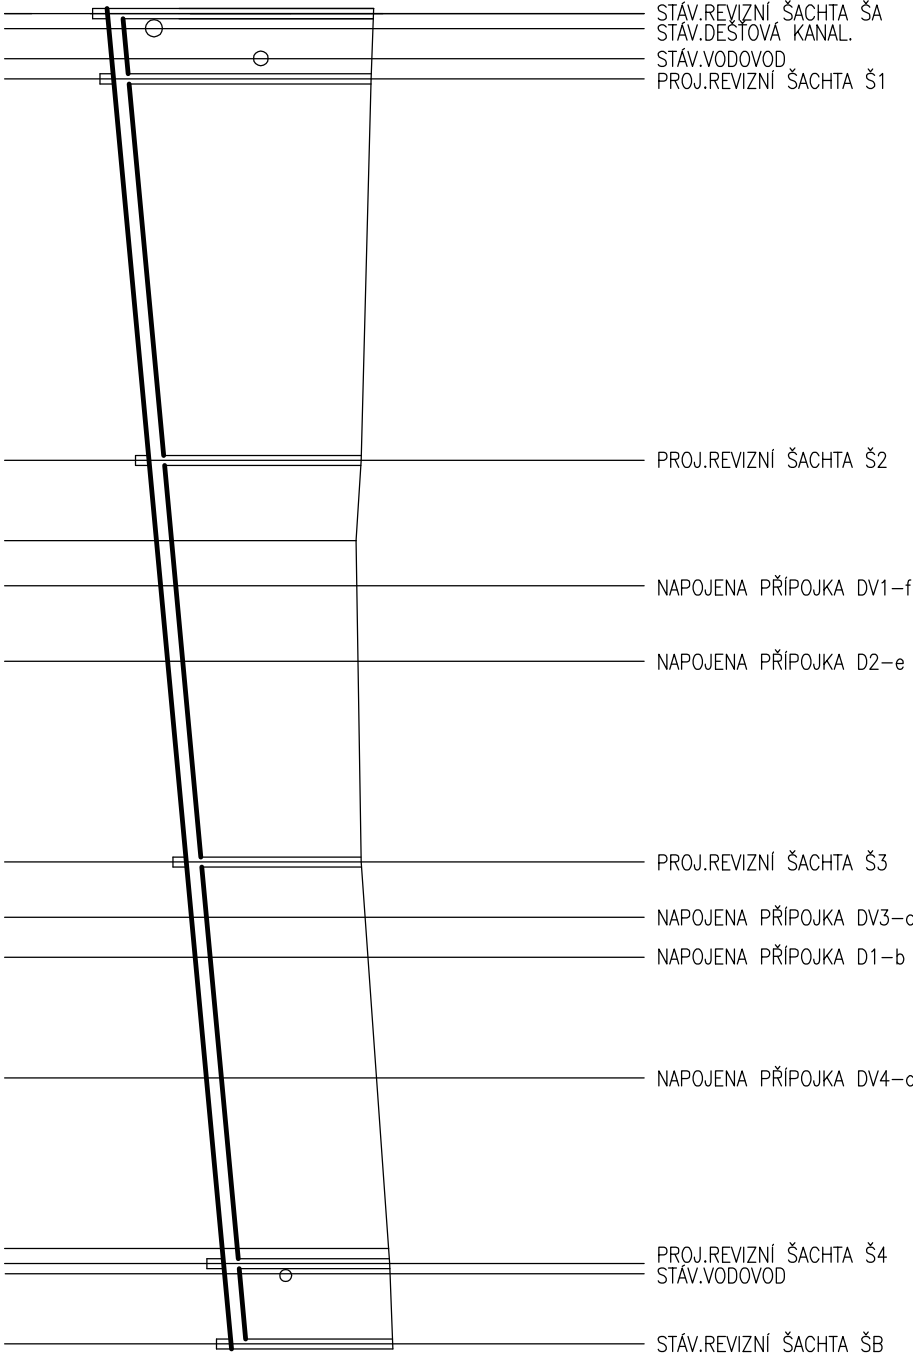 STÁV.REVIZNÍ ŠACHTA ŠA
STÁV.DEŠŤOVÁ KANAL.
STÁV.VODOVOD
PROJ.REVIZNÍ ŠACHTA Š1
PROJ.REVIZNÍ ŠACHTA Š2
NAPOJENA PŘÍPOJKA DV1-f
NAPOJENA PŘÍPOJKA D2-e
PROJ.REVIZNÍ ŠACHTA Š3
NAPOJENA PŘÍPOJKA
NAPOJENA PŘÍPOJKA D1-b
NAPOJENA PŘÍPOJKA
PROJ.REVIZNÍ ŠACHTA Š4
STÁV.VODOVOD
STÁV.REVIZNÍ ŠACHTA ŠB